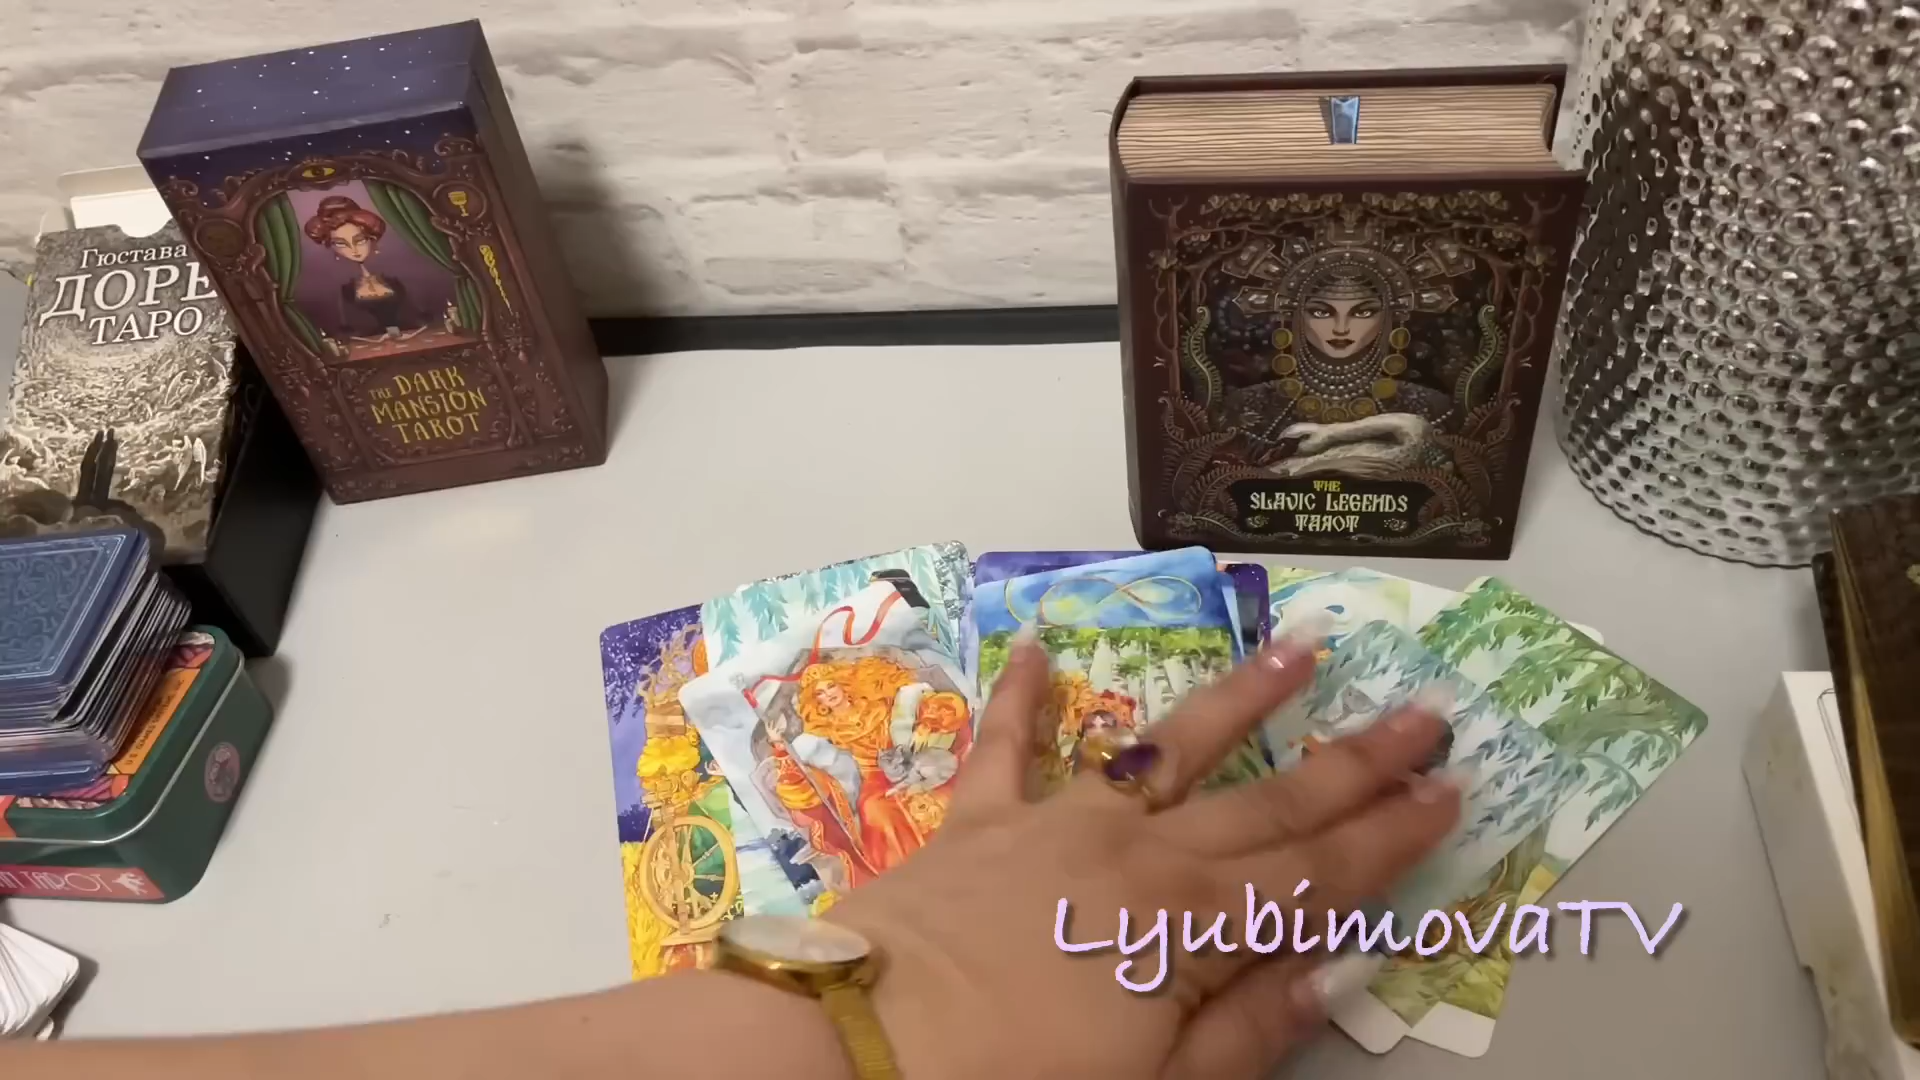 Гюстава
ДОРЕ
ТАРО
THE DARK
MANSION
TAROT
THE
SLAVIC LEGENDS
TAROT
TAROT
LyubimovaTV